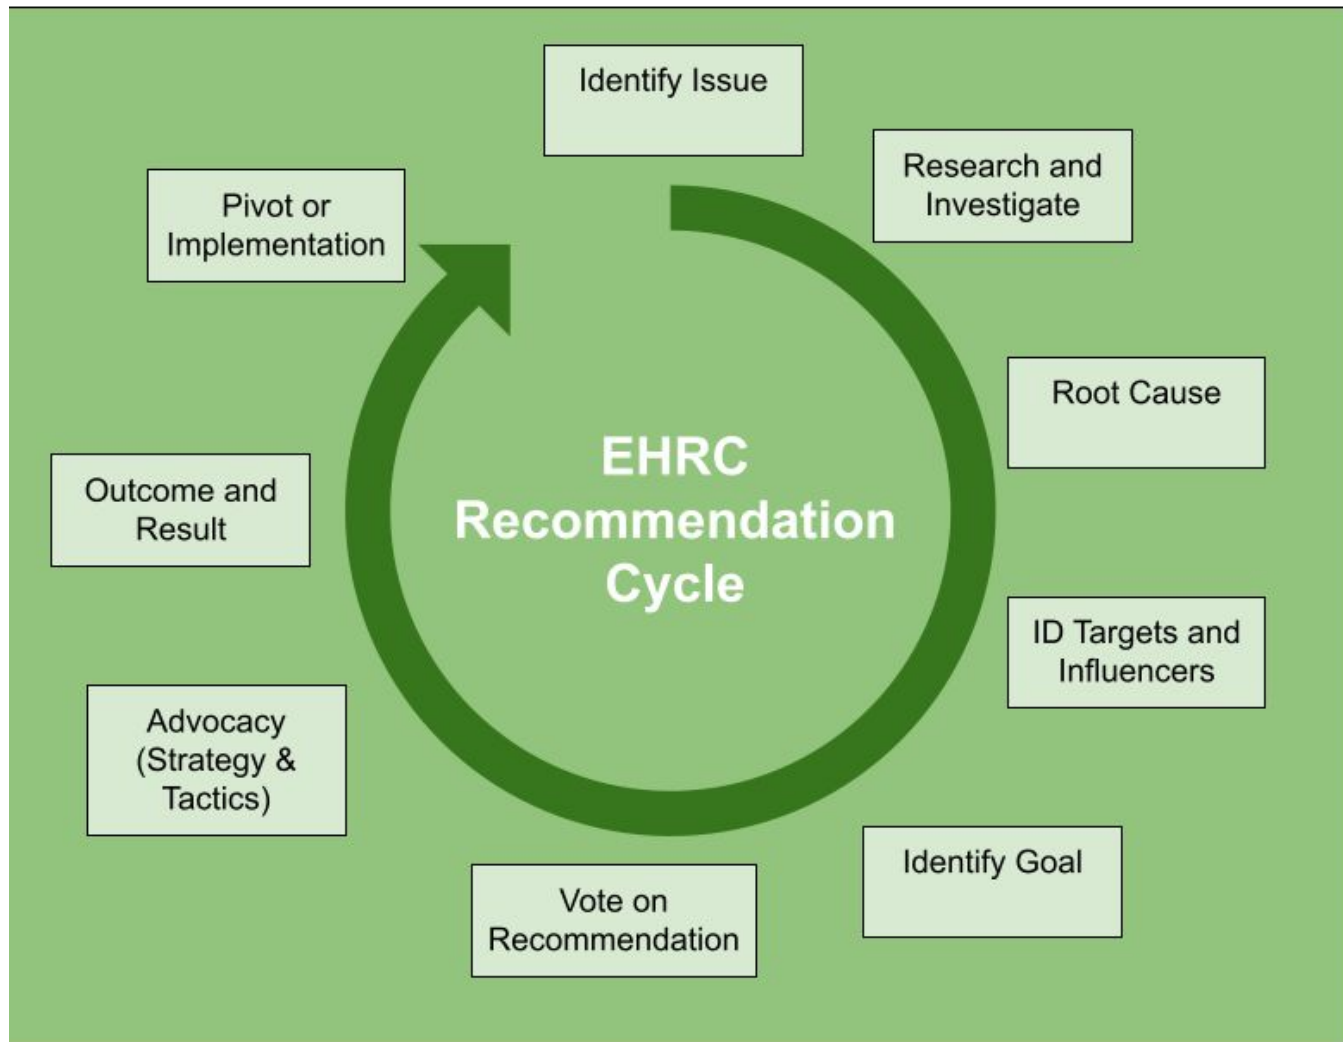 Identify Issue
Research and
Investigate
Root Cause
ID Targets and
Influencers
Identify Goal
Vote on
Recommendation
Advocacy
(Strategy &
Tactics)
Outcome and
Result
Pivot or
Implementation
EHRC
Recommendation
Cycle